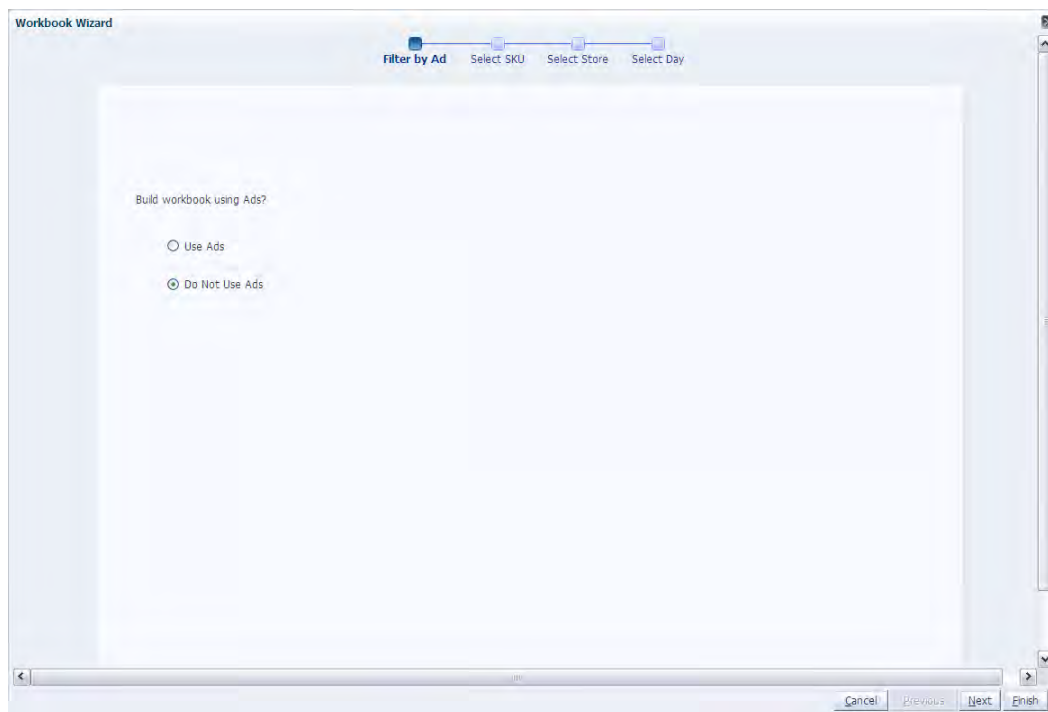 Workbook Wizard
Filter by Ad Select SKU Select Store Select Day
Build workbook using Ads?
Use Ads
Do Not Use Ads
Cancel Previous Next Finish